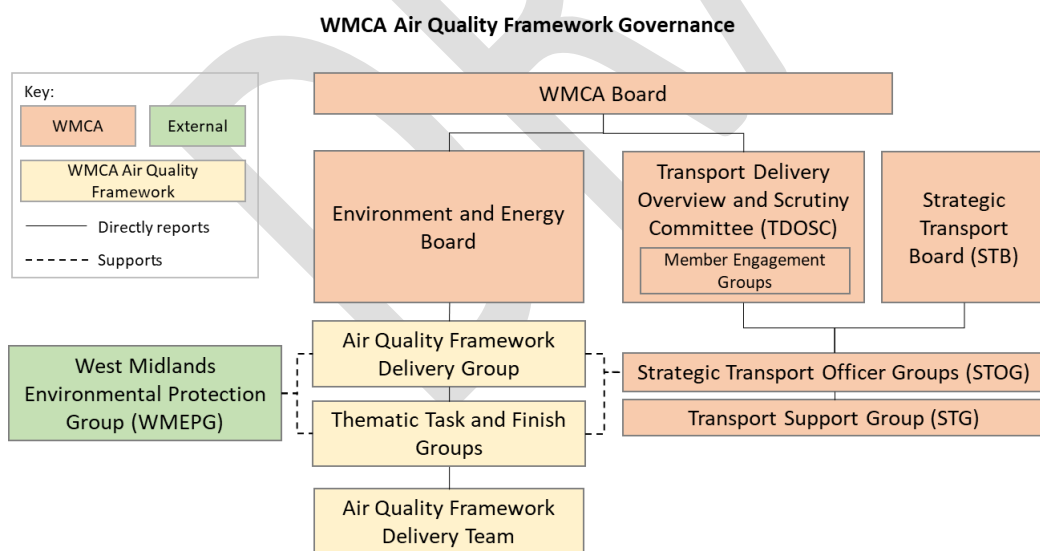 WMCA Air Quality Framework Governance
Key:
WMCA
External
WMCA Air Quality
Framework
Directly reports
Supports
WMCA Board
Environment and Energy
Board
Transport Delivery
Overview and Scrutiny
Committee (TDOSC)
Member Engagement
Groups
Strategic
Transport
Board (STB)
West Midlands
Environmental Protection
Group (WMEPG)
Air Quality Framework
Delivery Group
Thematic Task and Finish
Groups
Air Quality Framework
Delivery Team
Strategic Transport Officer Groups (STOG)
Transport Support Group (STG)